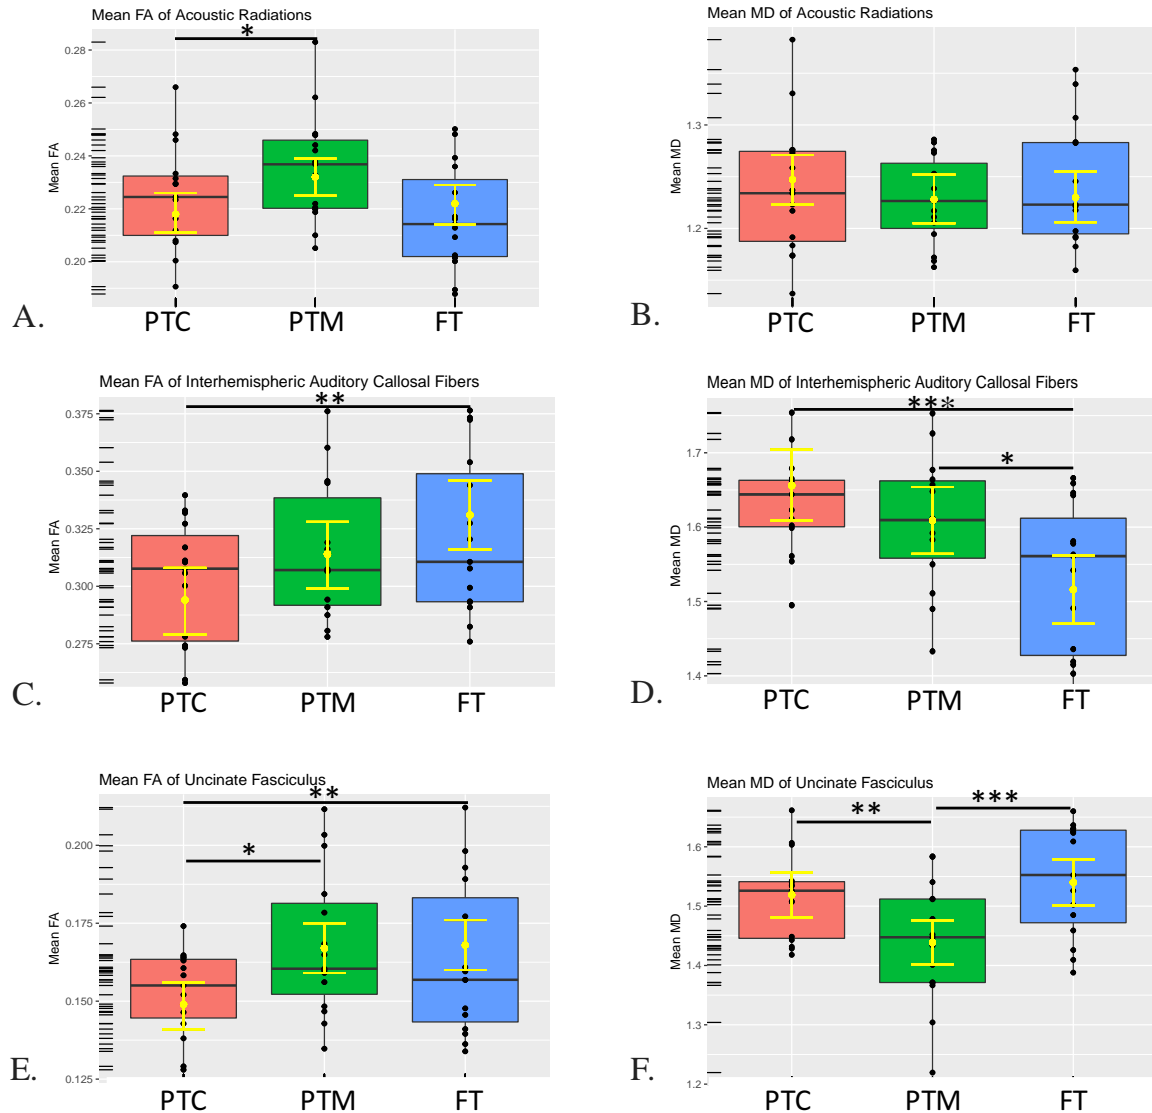 Mean FA of Acoustic Radiations
*
0.28
0.26
0.24
0.22
0.20
Mean FA
PTC PTM FT
A.
Mean MD of Acoustic Radiations
1.3
1.2
Mean MD
PTC PTM FT
B.
Mean FA of Interhemispheric Auditory Callosal Fibers
**
0.375
0.350
0.325
0.300
0.275
Mean FA
PTC PTM FT
C.
Mean MD of Interhemispheric Auditory Callosal Fibers
***
*
1.7
1.6
1.5
1.4
Mean MD
PTC PTM FT
D.
Mean FA of Uncinate Fasciculus
**
*
0.200
0.175
0.150
0.125
Mean FA
PTC PTM FT
E.
Mean MD of Uncinate Fasciculus
** ***
1.6
1.5
1.4
1.3
1.2
Mean MD
PTC PTM FT
F.